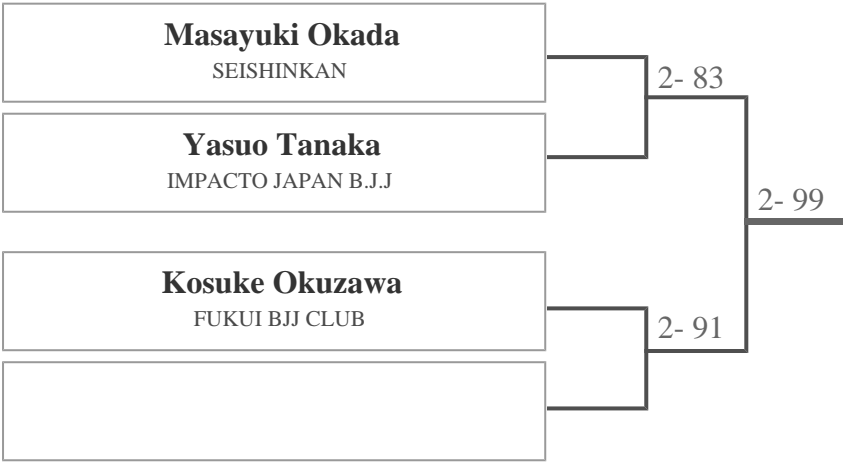 Masayuki Okada
SEISHINKAN
2- 83
Yasuo Tanaka
IMPACTO JAPAN B.J.J
2- 99
Kosuke Okuzawa
FUKUI BJJ CLUB
2- 91